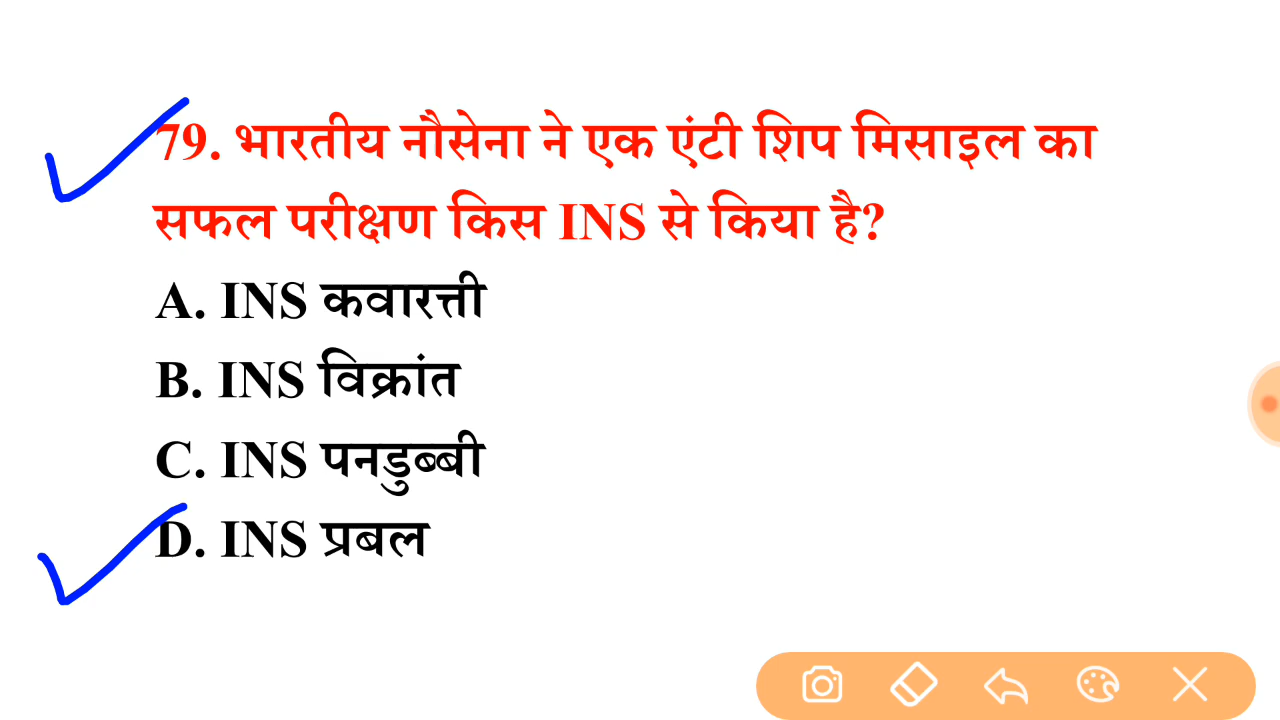 79. भारतीय नौसेना ने एक एंटी शिप मिसाइल का
सफल परीक्षण किस INS से किया है?
A. INS कवारत्ती
B. INS विक्रांत
C. INS पनडुब्बी
D. INS प्रबल